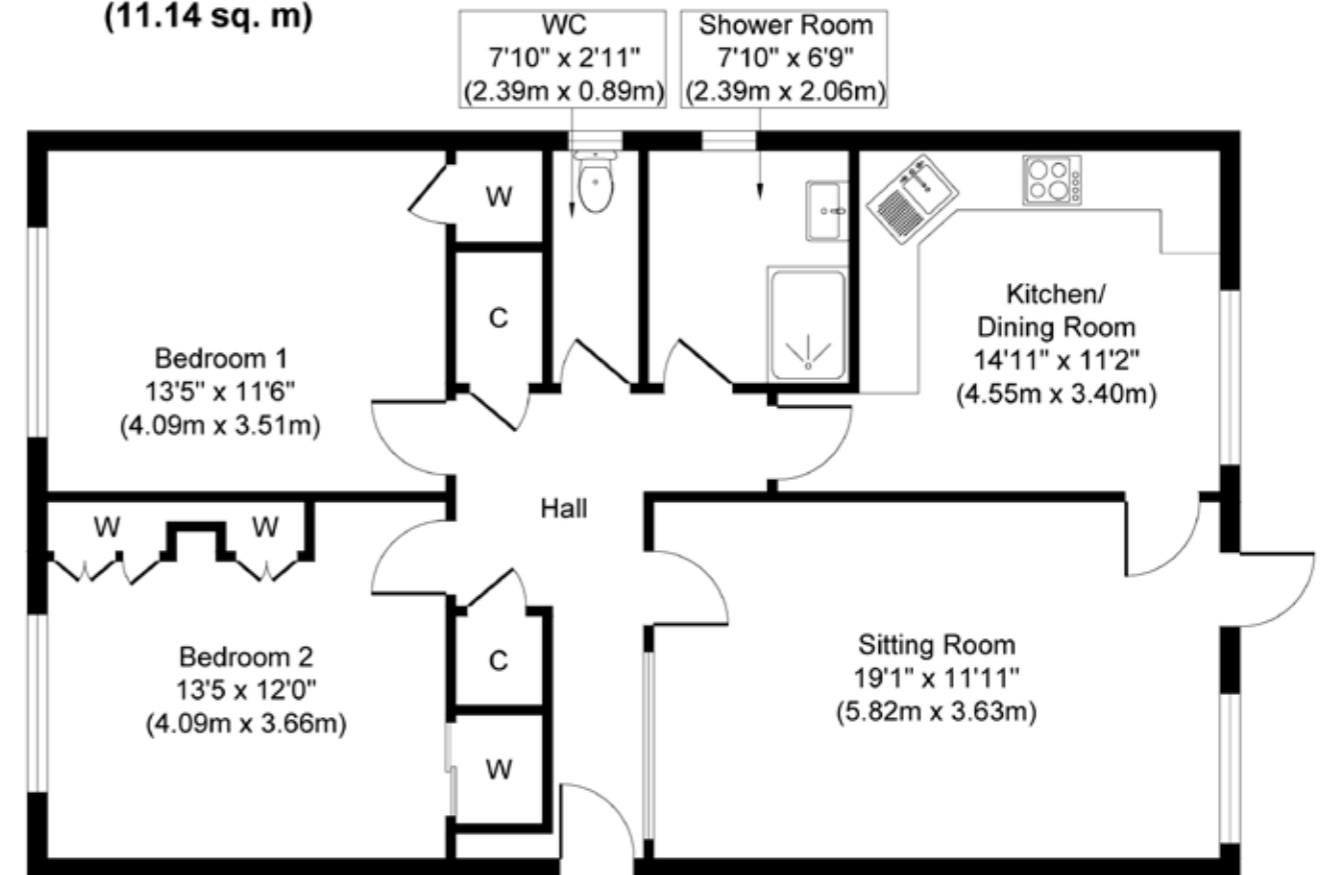 (11.14 sq. m)
WC
7'10" x 2'11"
(2.39m x 0.89m)
Shower Room
7'10" x 6'9"
(2.39m x 2.06m)
W
C
Bedroom 1
13'5" x 11'6"
(4.09m x 3.51m)
Kitchen/
Dining Room
14'11" x 11'2"
(4.55m x 3.40m)
Hall
W
W
Bedroom 2
13'5 x 12'0"
(4.09m x 3.66m)
C
W
Sitting Room
19'1" x 11'11"
(5.82m x 3.63m)